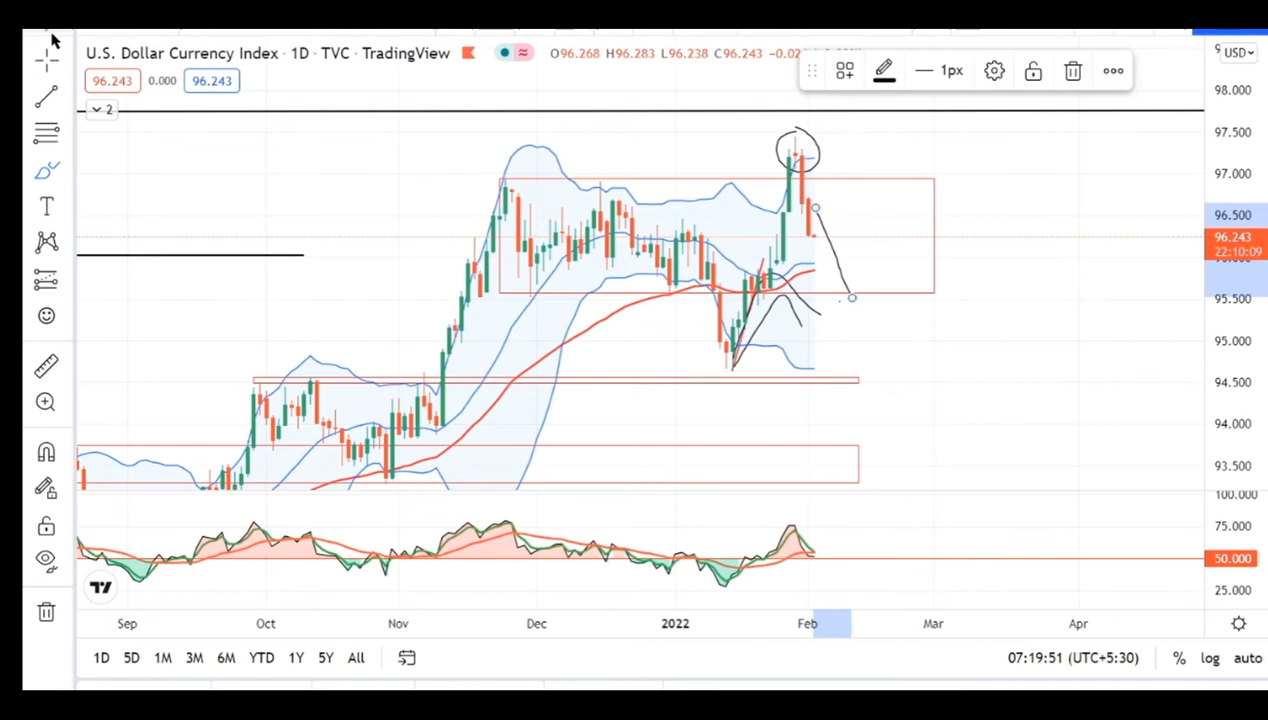 U.S. Dollar Currency Index · 1D · TVC · TradingView O96.268 H96.283 L96.238 C96.243
USD
96.243 0.000 96.243
1px
2
98.000
97.500
97.000
96.500
96.243
22:10:09
95.500
95.000
94.500
94.000
93.500
100.000
75.000
50.000
25.000
Sep Oct Nov Dec 2022 Feb Mar Apr
1D 5D 1M 3M 6M YTD 1Y 5Y All 07:19:51 (UTC+5:30) % log auto